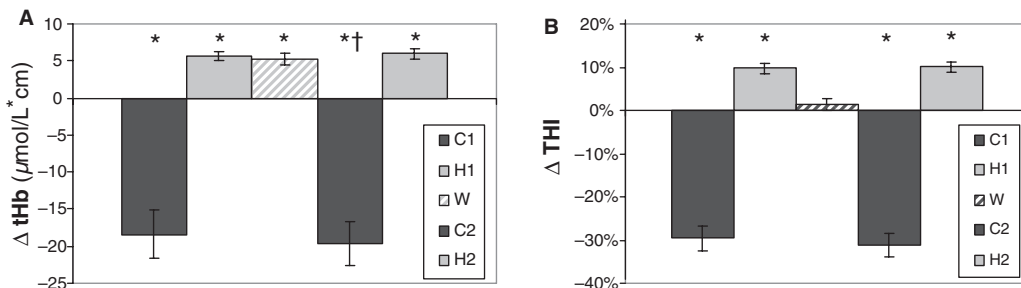 A
10
5
0
–5
–10
–15
–20
–25
Δ tHb (μmol/L*cm)
* * * *† *
C1
H1
W
C2
H2
B
20%
10%
0%
–10%
–20%
–30%
–40%
Δ THI
* * * *
C1
H1
W
C2
H2